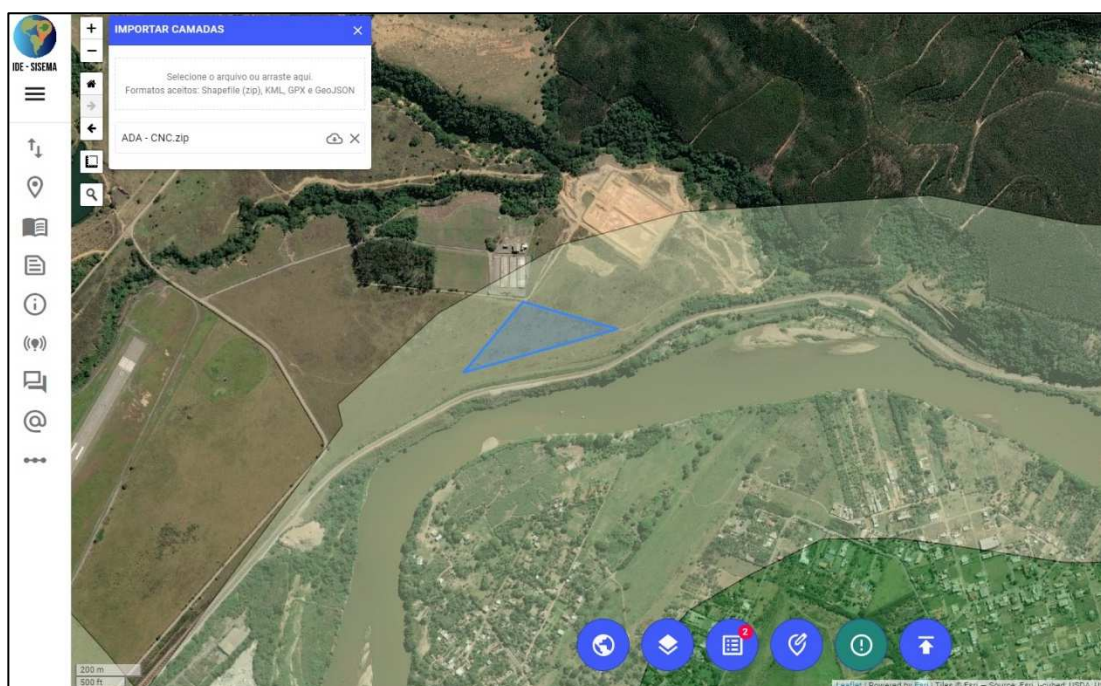 IDE - SISEMA
+
−
IMPORTAR CAMADAS
Selecione o arquivo ou arraste aqui.
Formatos aceitos: Shapefile (zip), KML, GPX e GeoJSON
ADA - CNC.zip
2
200 m
500 ft
Leaflet | Powered by Esri | Tiles © Esri — Source: Esri, i-cubed, USDA, U